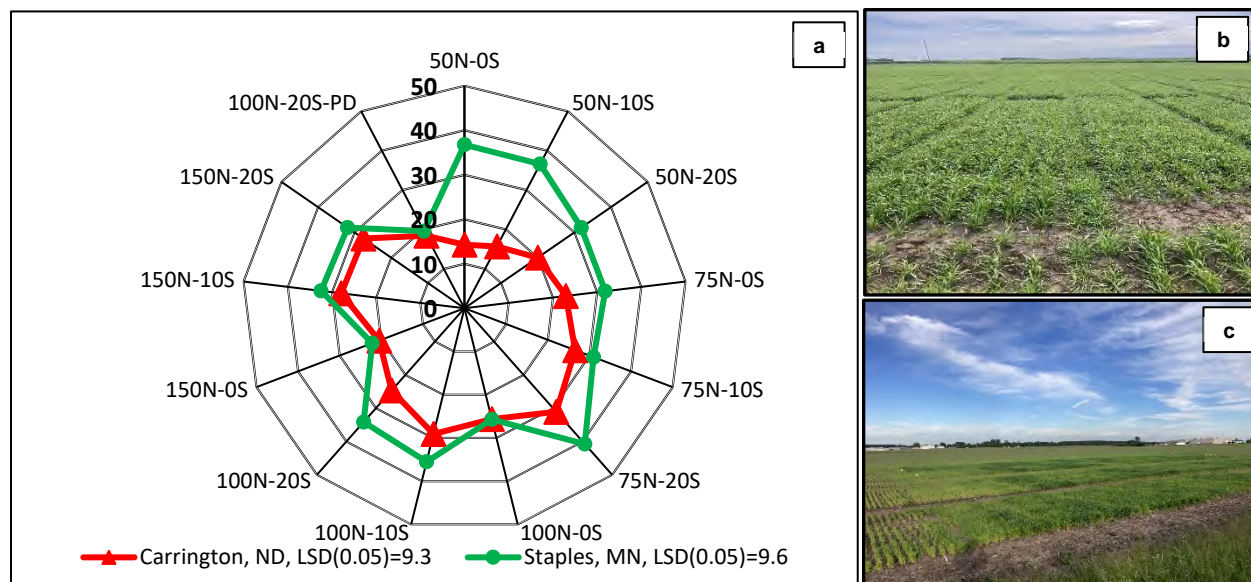 a
50N-0S
50N-10S
50N-20S
75N-0S
75N-10S
75N-20S
100N-0S
100N-10S
100N-20S
150N-0S
150N-10S
150N-20S
100N-20S-PD
50
40
30
20
10
0
Carrington, ND, LSD(0.05)=9.3
Staples, MN, LSD(0.05)=9.6
b
c